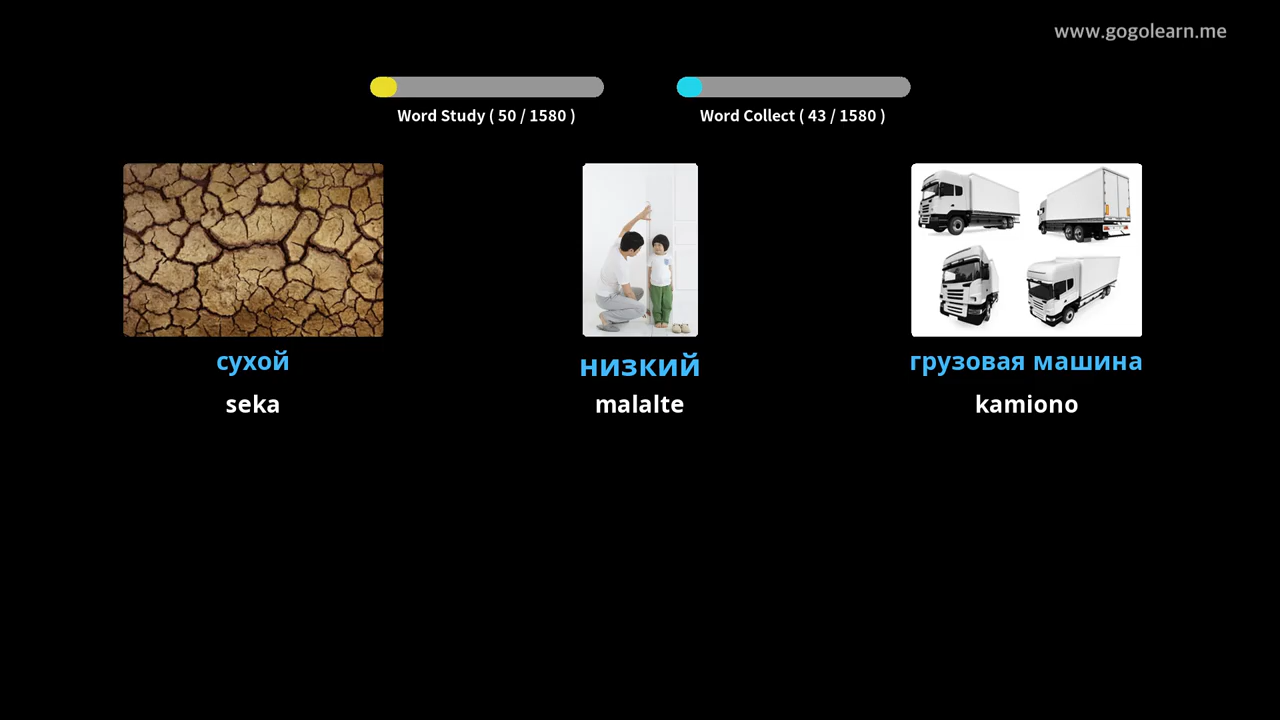 www.gogolearn.me
Word Study ( 50 / 1580 )
Word Collect ( 43 / 1580 )
сухой
низкий
грузовая машина
seka
malalte
kamiono